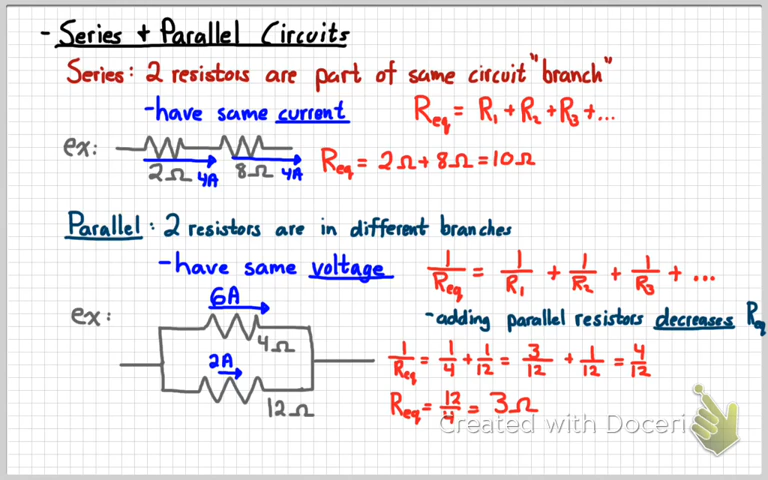 - Series + Parallel Circuits
Series: 2 resistors are part of same circuit "branch"
- have same current
Req = R1 + R2 + R3 + ...
ex:
2Ω 4A 8Ω 4A
Req = 2Ω + 8Ω = 10Ω
Parallel: 2 resistors are in different branches
- have same voltage
1/Req = 1/R1 + 1/R2 + 1/R3 + ...
- adding parallel resistors decreases Req
ex:
6A
4Ω
2A
12Ω
1/Req = 1/4 + 1/12 = 3/12 + 1/12 = 4/12
Req = 12/4 = 3Ω
Created with Doceri